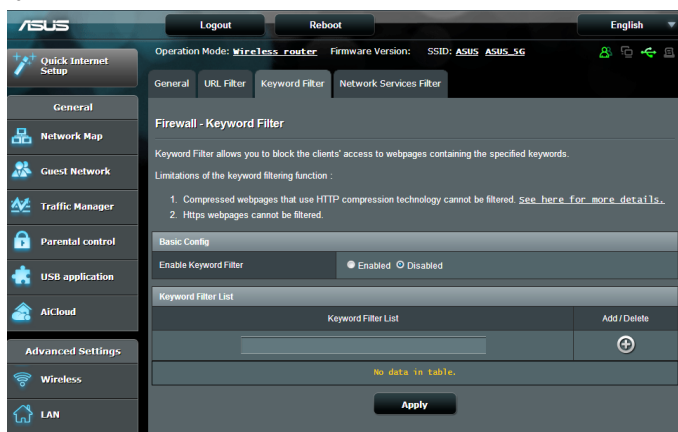 ASUS
Logout
Reboot
English
Quick Internet
Setup
Operation Mode: Wireless router Firmware Version: SSID: ASUS ASUS_5G
General
URL Filter
Keyword Filter
Network Services Filter
General
Network Map
Guest Network
Traffic Manager
Parental control
USB application
AiCloud
Advanced Settings
Wireless
LAN
Firewall - Keyword Filter
Keyword Filter allows you to block the clients' access to webpages containing the specified keywords.
Limitations of the keyword filtering function :
1. Compressed webpages that use HTTP compression technology cannot be filtered. See here for more details.
2. Https webpages cannot be filtered.
Basic Config
Enable Keyword Filter
Enabled Disabled
Keyword Filter List
Keyword Filter List
Add / Delete
No data in table.
Apply